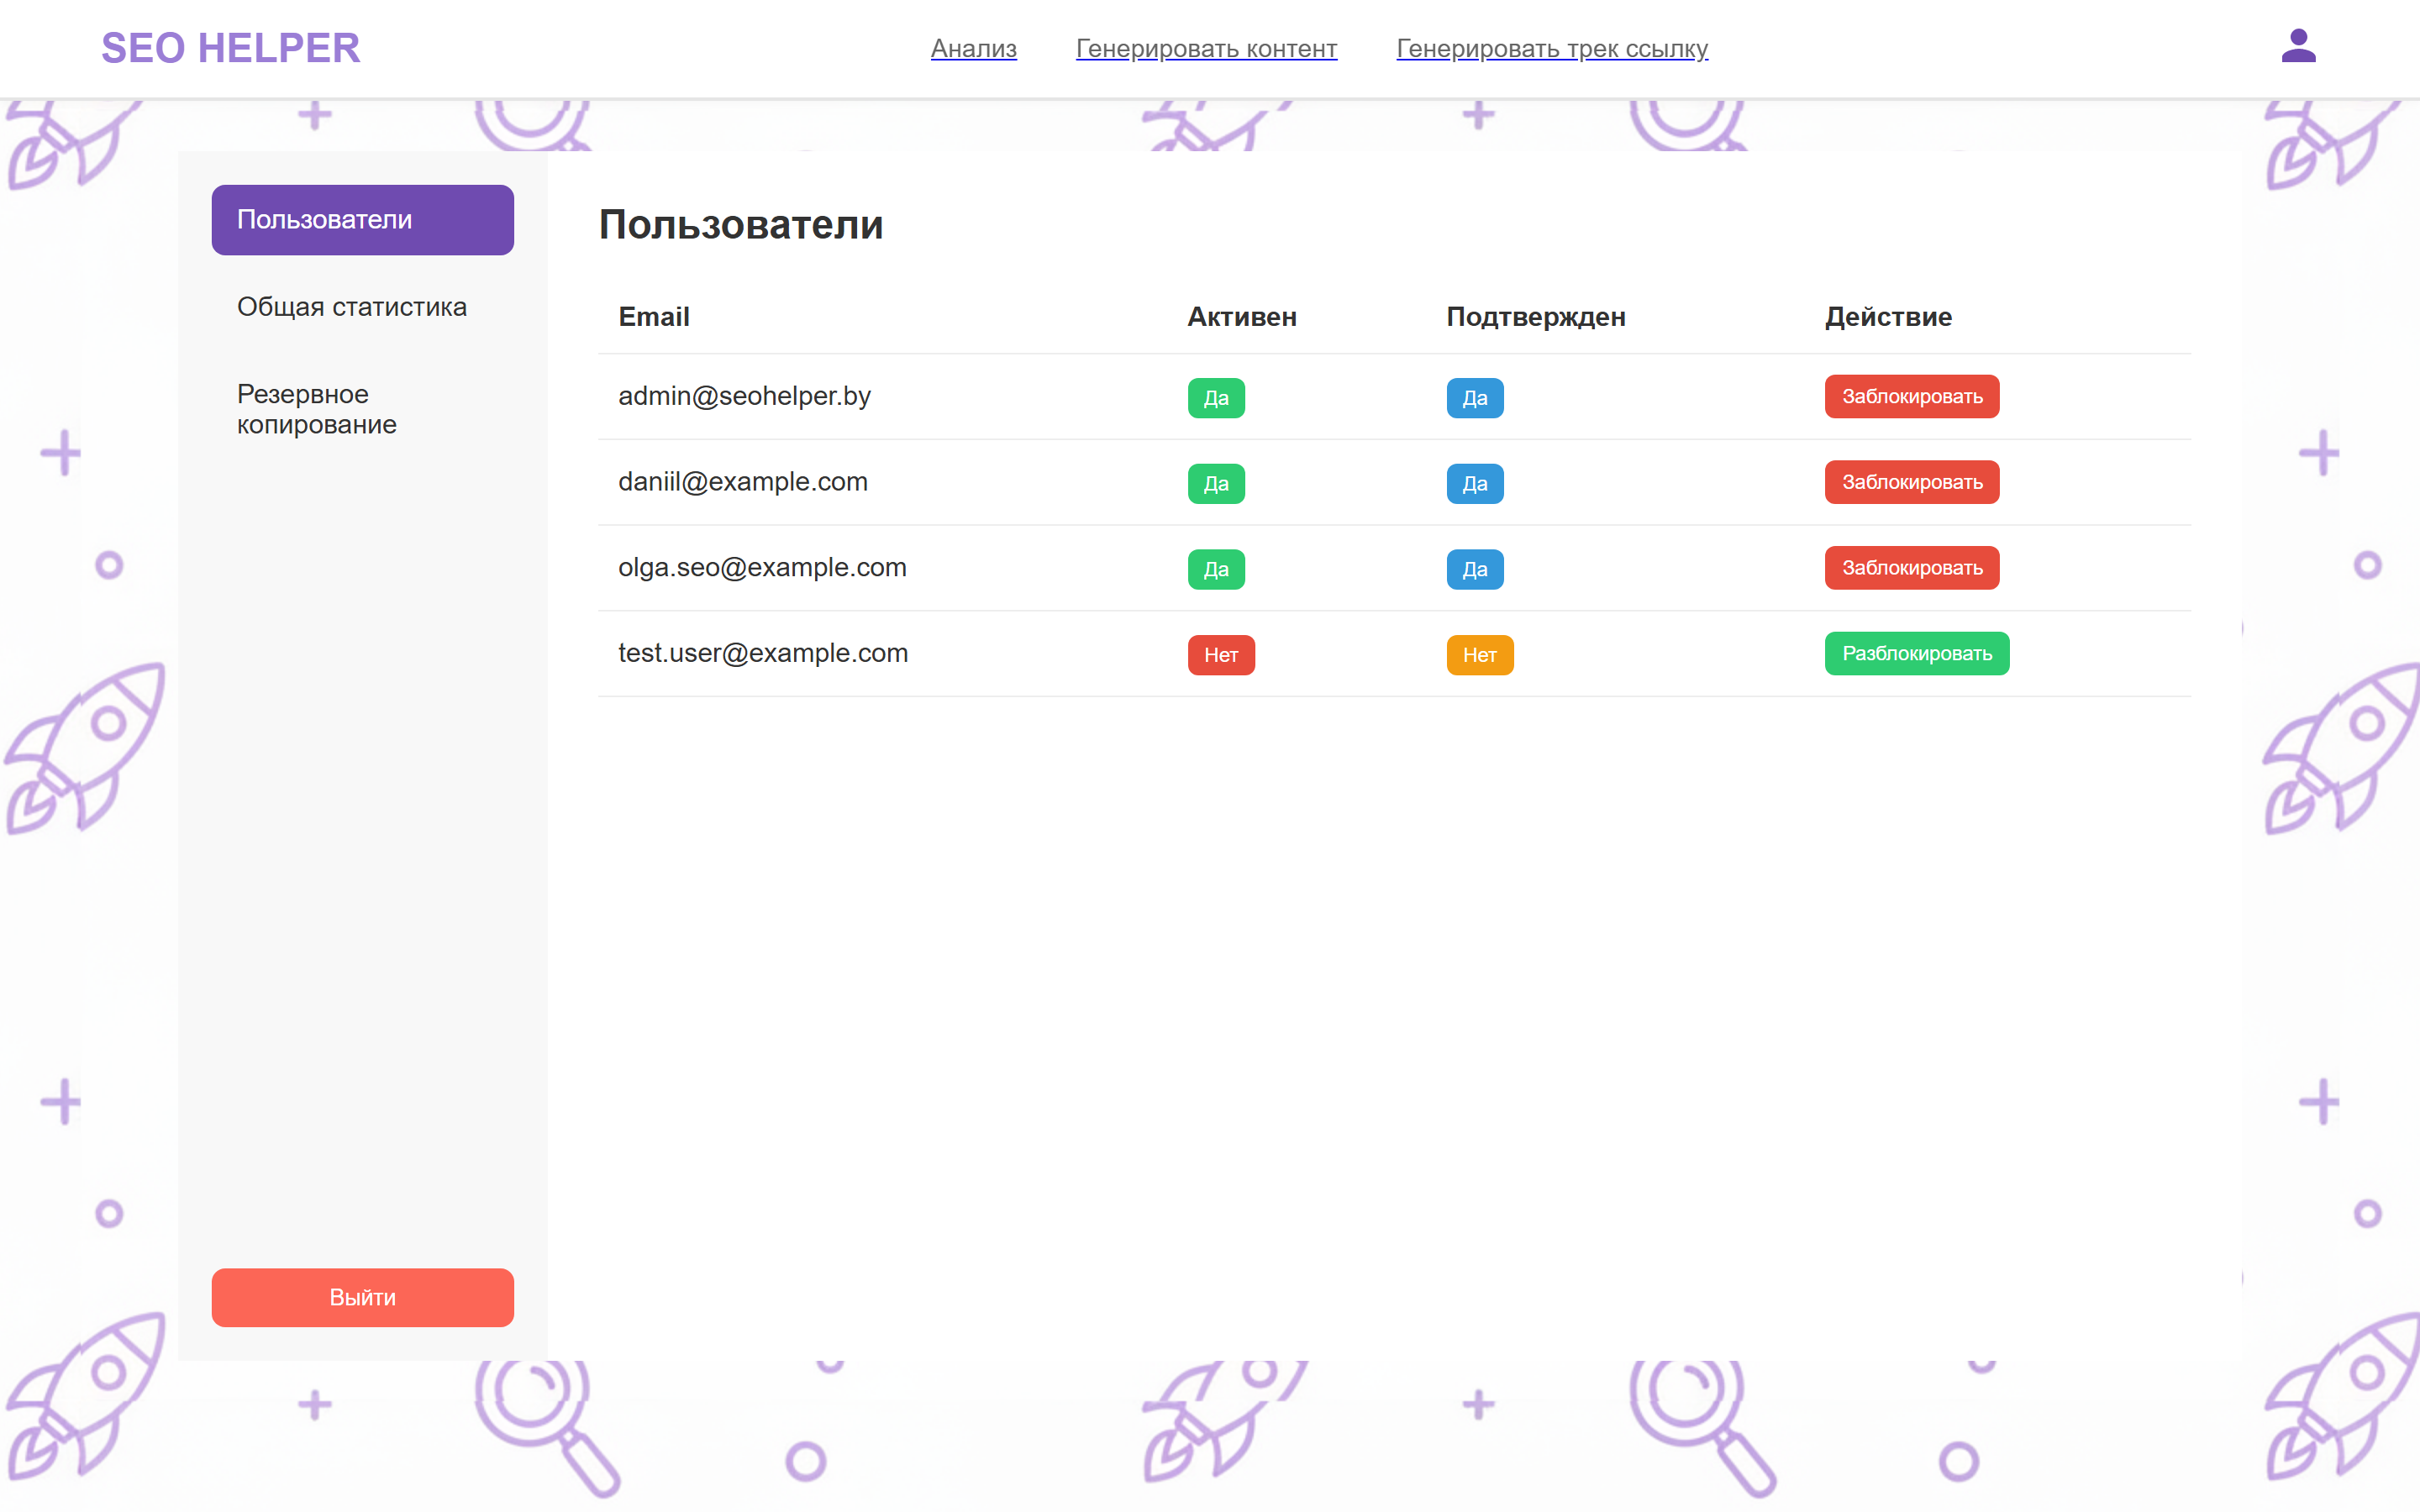 SEO HELPER
Анализ Генерировать контент Генерировать трек ссылку
Пользователи
Общая статистика
Резервное
копирование
Выйти
Пользователи
Email Активен Подтвержден Действие
admin@seohelper.by Да Да Заблокировать
daniil@example.com Да Да Заблокировать
olga.seo@example.com Да Да Заблокировать
test.user@example.com Нет Нет Разблокировать